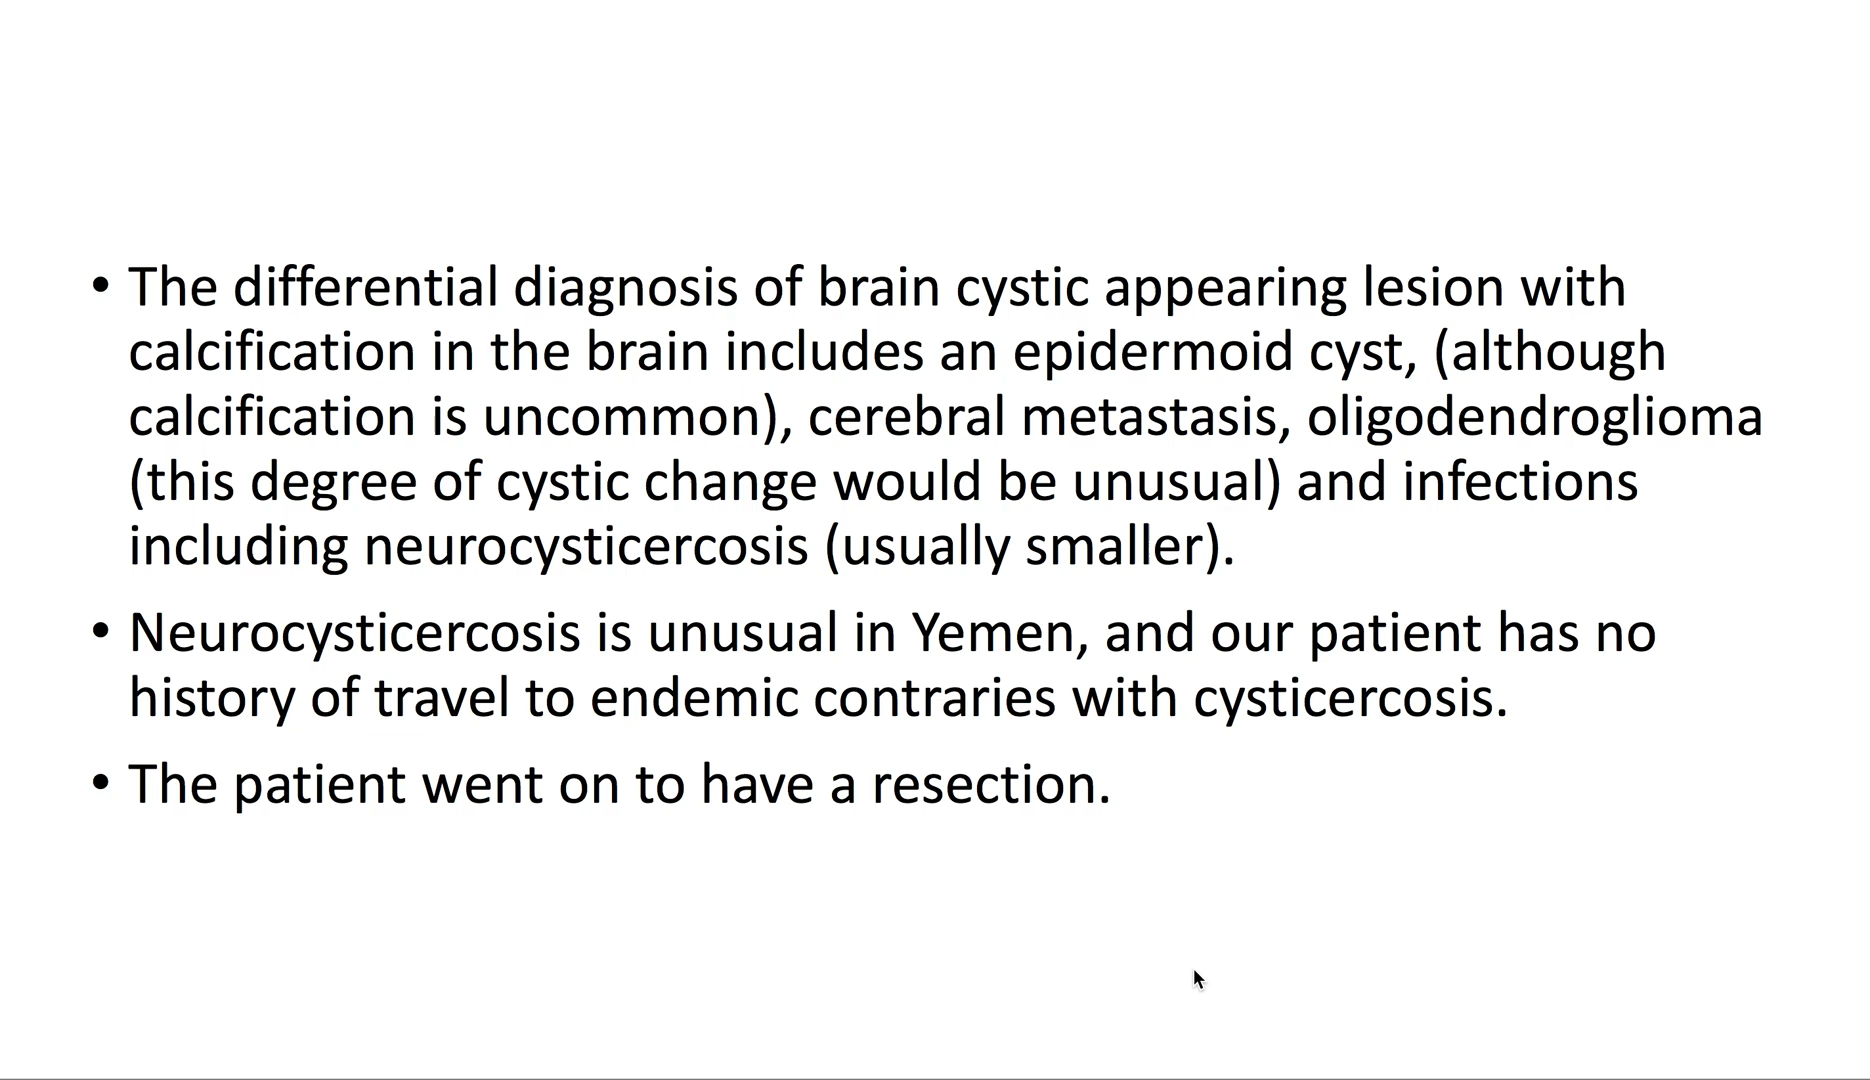 • The differential diagnosis of brain cystic appearing lesion with
calcification in the brain includes an epidermoid cyst, (although
calcification is uncommon), cerebral metastasis, oligodendroglioma
(this degree of cystic change would be unusual) and infections
including neurocysticercosis (usually smaller).
• Neurocysticercosis is unusual in Yemen, and our patient has no
history of travel to endemic contraries with cysticercosis.
• The patient went on to have a resection.